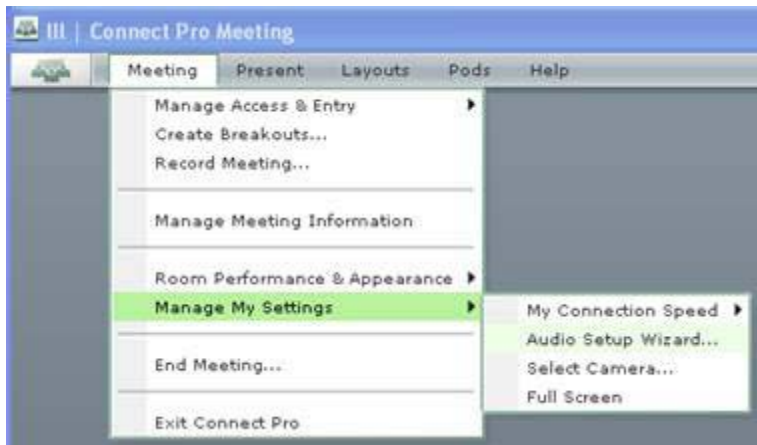 III | Connect Pro Meeting
Meeting Present Layouts Pods Help
Manage Access & Entry
Create Breakouts...
Record Meeting...
Manage Meeting Information
Room Performance & Appearance
Manage My Settings
My Connection Speed
Audio Setup Wizard...
Select Camera...
Full Screen
End Meeting...
Exit Connect Pro